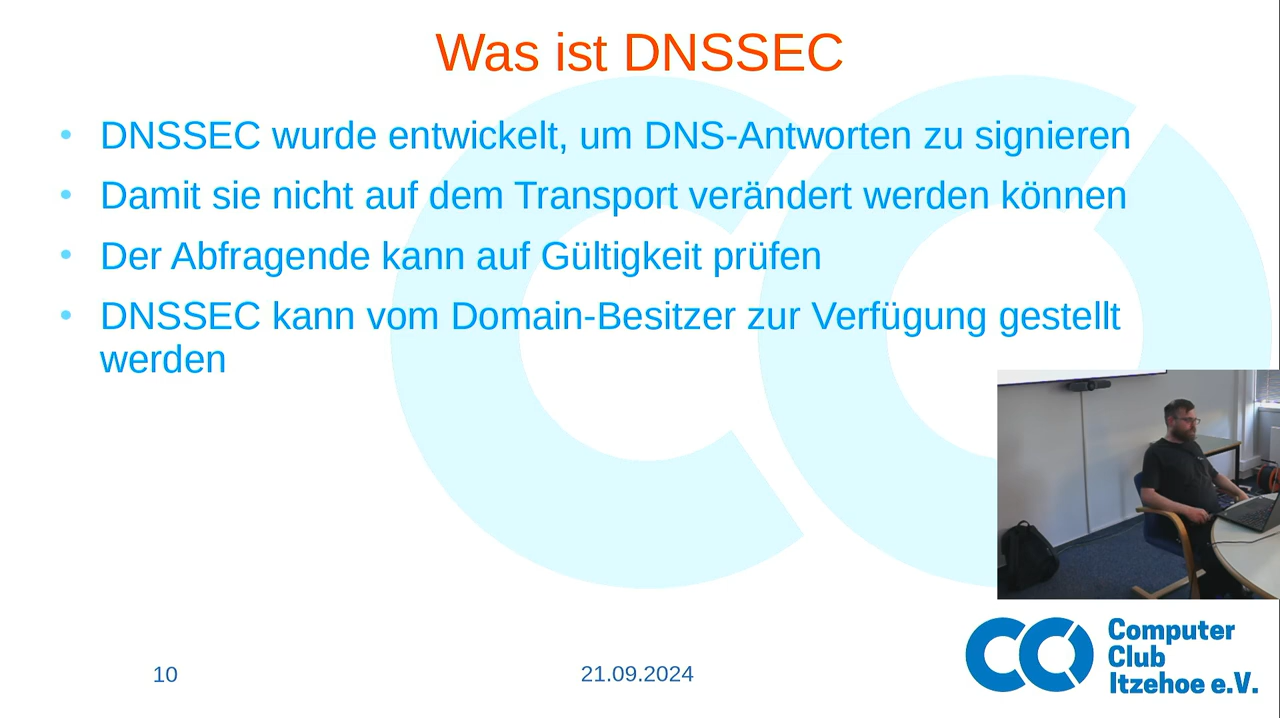 Was ist DNSSEC
DNSSEC wurde entwickelt, um DNS-Antworten zu signieren
Damit sie nicht auf dem Transport verändert werden können
Der Abfragende kann auf Gültigkeit prüfen
DNSSEC kann vom Domain-Besitzer zur Verfügung gestellt
werden
10
21.09.2024
Computer
Club
Itzehoe e.V.